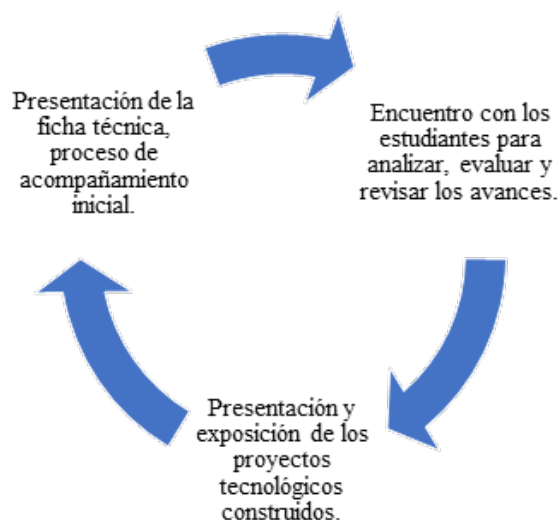 Presentación de la
ficha técnica,
proceso de
acompañamiento
inicial.
Encuentro con los
estudiantes para
analizar, evaluar y
revisar los avances.
Presentación y
exposición de los
proyectos
tecnológicos
construidos.